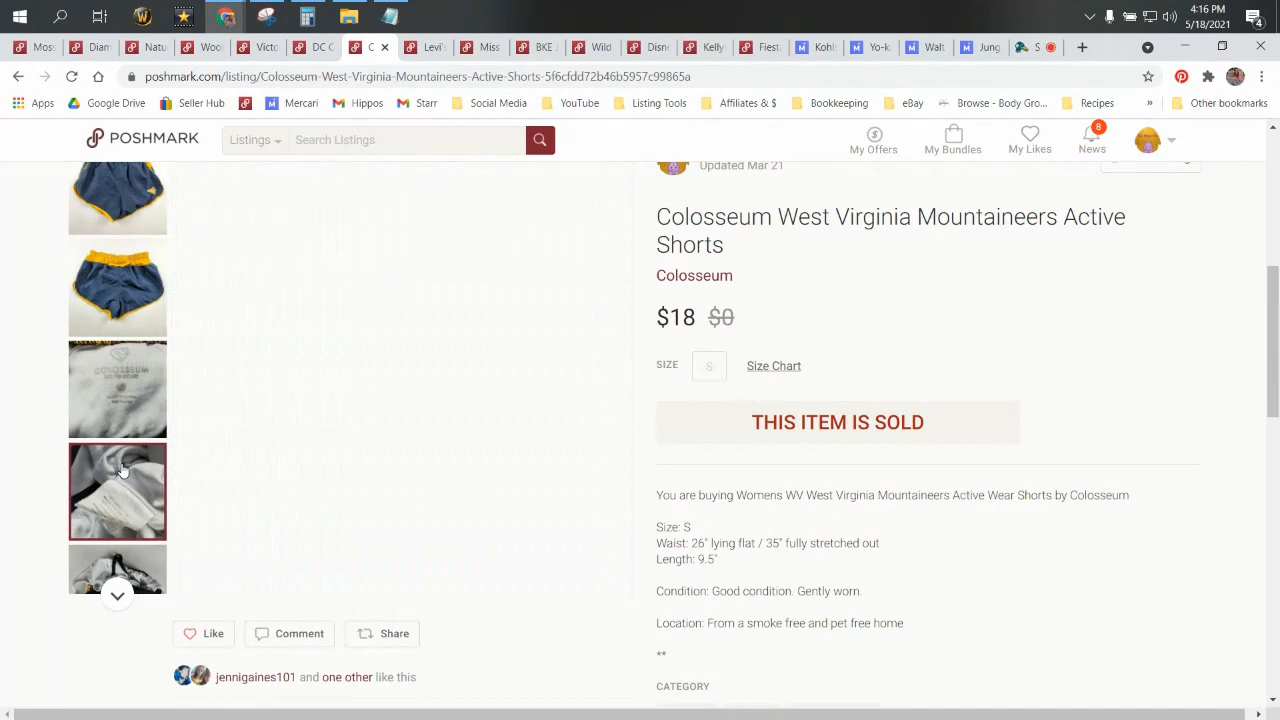 4:16 PM
5/18/2021
4
Mos
Diam
Natu
Woo
Victo
DC C
C
Levi's
Miss
BKE J
Wild
Disne
Kelly
Fiest
Kohl
Yo-k
Walt
Jung
S
poshmark.com/listing/Colosseum-West-Virginia-Mountaineers-Active-Shorts-5f6cfdd72b46b5957c99865a
Apps
Google Drive
Seller Hub
Mercari
Hippos
Starr
Social Media
YouTube
Listing Tools
Affiliates & $
Bookkeeping
eBay
Browse - Body Gro...
Recipes
»
Other bookmarks
POSHMARK
Listings
Search Listings
My Offers
My Bundles
My Likes
8
News
Updated Mar 21
Colosseum West Virginia Mountaineers Active
Shorts
Colosseum
$18 $0
SIZE
S
Size Chart
COLOSSEUM
THIS ITEM IS SOLD
You are buying Womens WV West Virginia Mountaineers Active Wear Shorts by Colosseum
Size: S
Waist: 26" lying flat / 35" fully stretched out
Length: 9.5"
Condition: Good condition. Gently worn.
Location: From a smoke free and pet free home
**
CATEGORY
Like
Comment
Share
jennigaines101 and one other like this